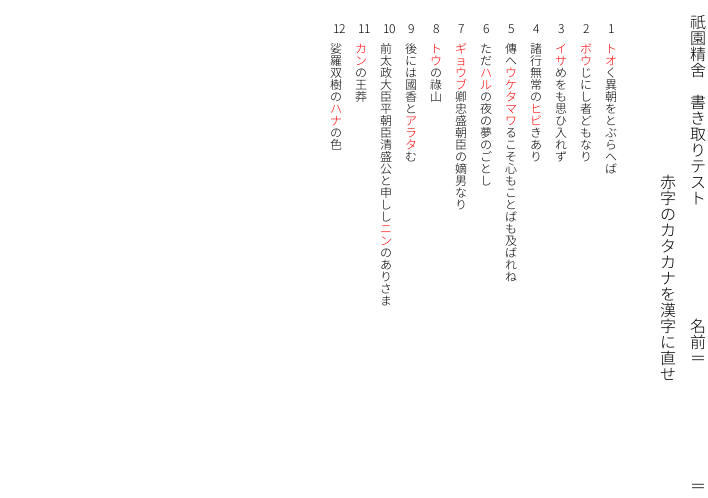 祇園精舎　書き取りテスト　名前＝　＝
赤字のカタカナを漢字に直せ
1 トオく異朝をとぶらへば
2 ボウじにし者どもなり
3 イサめをも思ひ入れず
4 諸行無常のヒビきあり
5 傳へウケタマワるこそ心もことばも及ばれね
6 ただハルの夜の夢のごとし
7 ギョウブ卿忠盛朝臣の嫡男なり
8 トウの祿山
9 後には國香とアラタむ
10 前太政大臣平朝臣清盛公と申ししニンのありさま
11 カンの王莽
12 娑羅双樹のハナの色